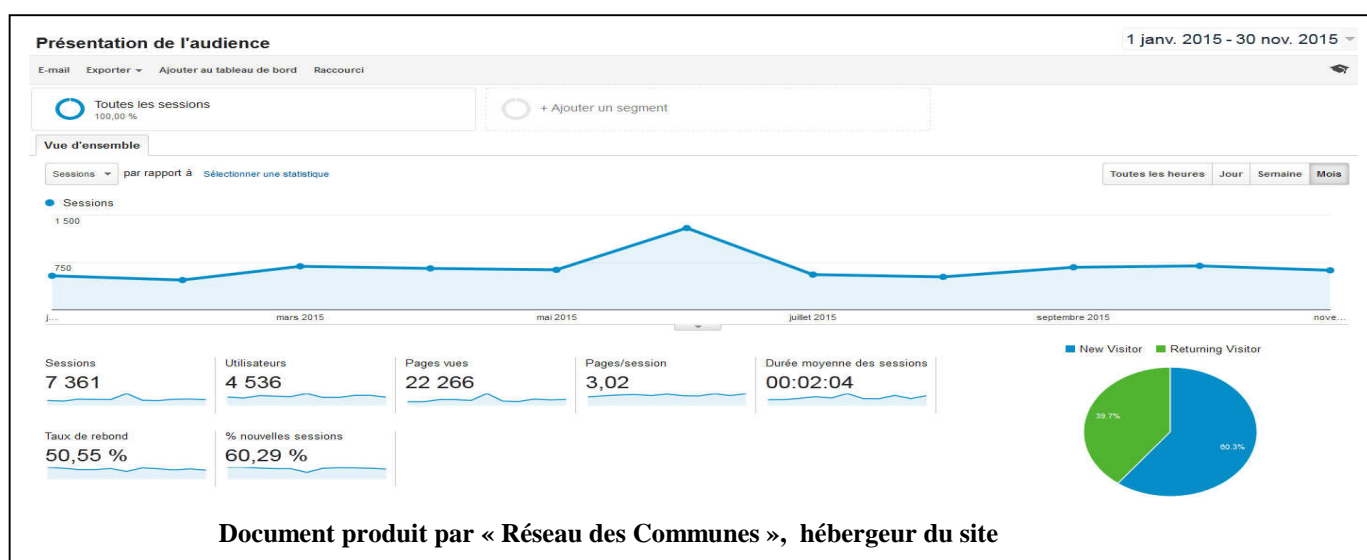 Présentation de l'audience
1 janv. 2015 - 30 nov. 2015
E-mail Exporter Ajouter au tableau de bord Raccourci
Toutes les sessions
100,00 %
+ Ajouter un segment
Vue d'ensemble
Sessions par rapport à Sélectionner une statistique
Toutes les heures Jour Semaine Mois
Sessions
1 500
750
j... mars 2015 mai 2015 juillet 2015 septembre 2015 nove...
New Visitor Returning Visitor
Sessions Utilisateurs Pages vues Pages/session Durée moyenne des sessions
7 361 4 536 22 266 3,02 00:02:04
39.7%
60.3%
Taux de rebond % nouvelles sessions
50,55 % 60,29 %
Document produit par « Réseau des Communes », hébergeur du site